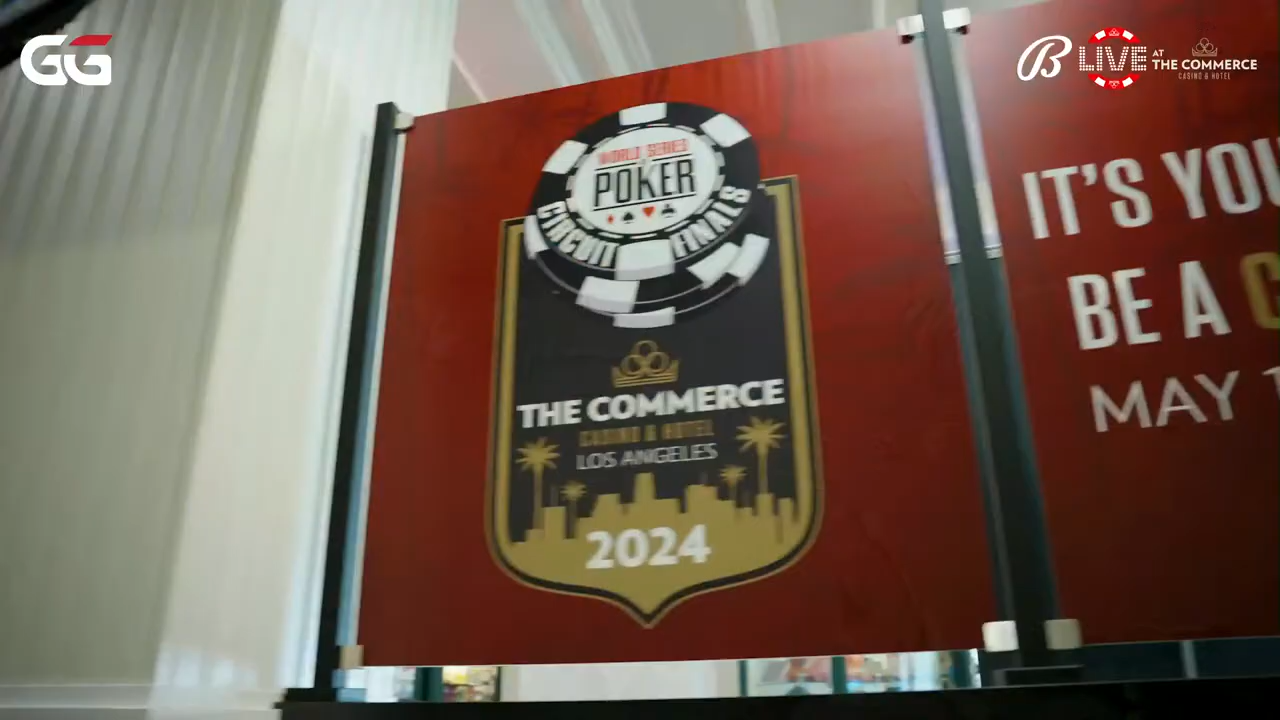 GG
B LIVE AT THE COMMERCE
CASINO & HOTEL
WORLD SERIES
POKER
CIRCUIT FINALS
THE COMMERCE
CASINO & HOTEL
LOS ANGELES
2024
IT'S YOU
BE A
MAY 1